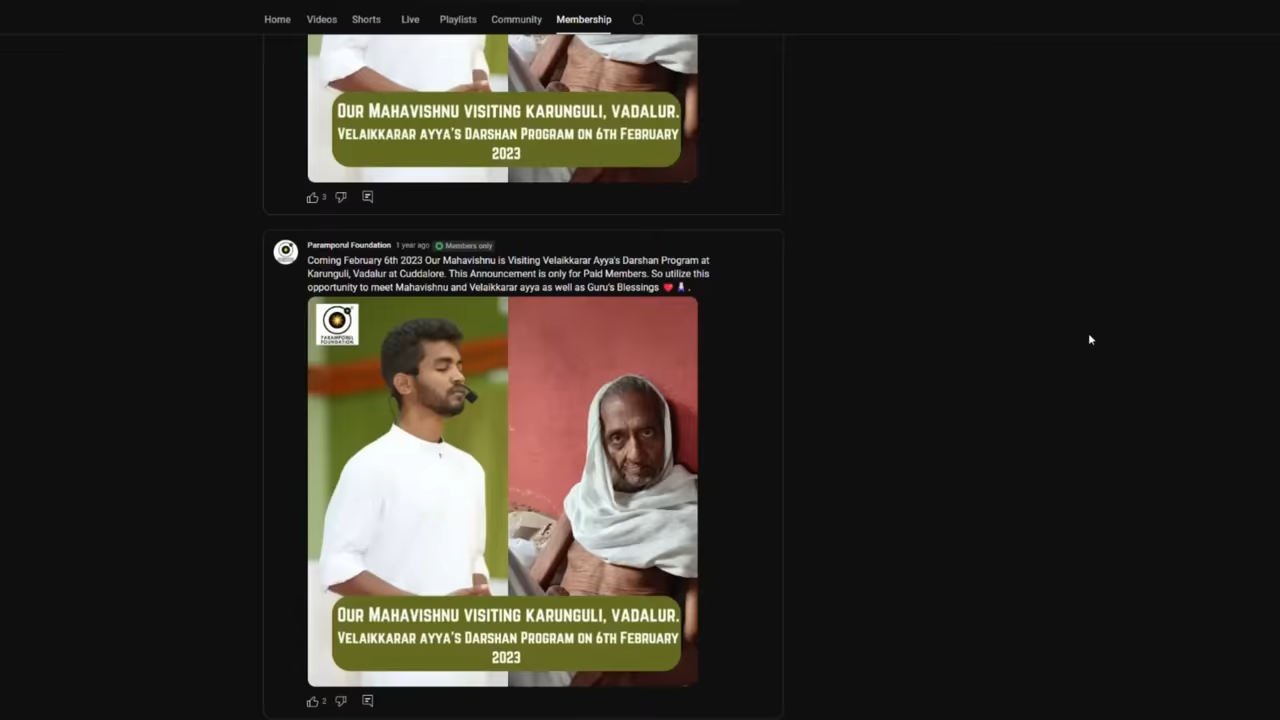 Home Videos Shorts Live Playlists Community Membership
OUR MAHAVISHNU VISITING KARUNGULI, VADALUR.
VELAIKKARAR AYYA'S DARSHAN PROGRAM ON 6TH FEBRUARY
2023
3
Paramporul Foundation 1 year ago Members only
Coming February 6th 2023 Our Mahavishnu is Visiting Velaikkarar Ayya's Darshan Program at
Karunguli, Vadalur at Cuddalore. This Announcement is only for Paid Members. So utilize this
opportunity to meet Mahavishnu and Velaikkarar ayya as well as Guru's Blessings ❤️ .
PARAMPORUL
FOUNDATION
OUR MAHAVISHNU VISITING KARUNGULI, VADALUR.
VELAIKKARAR AYYA'S DARSHAN PROGRAM ON 6TH FEBRUARY
2023
2